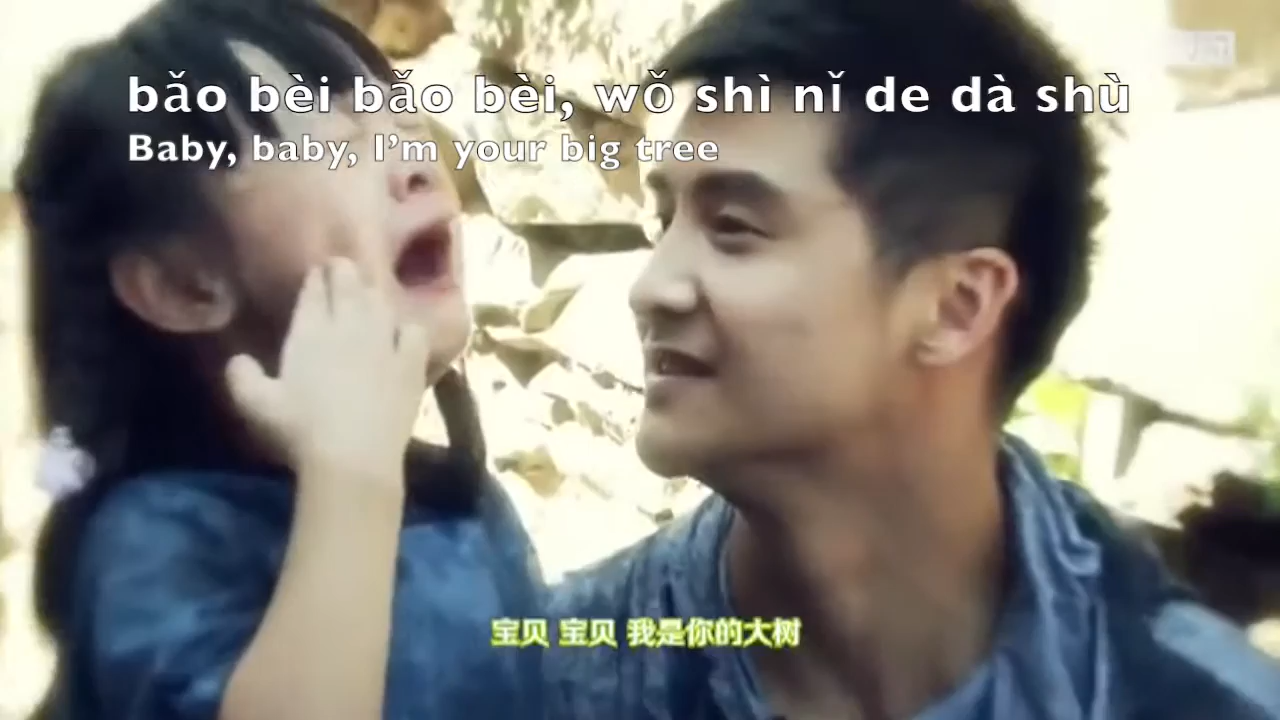 bǎo bèi bǎo bèi, wǒ shì nǐ de dà shù
Baby, baby, I'm your big tree
宝贝 宝贝 我是你的大树